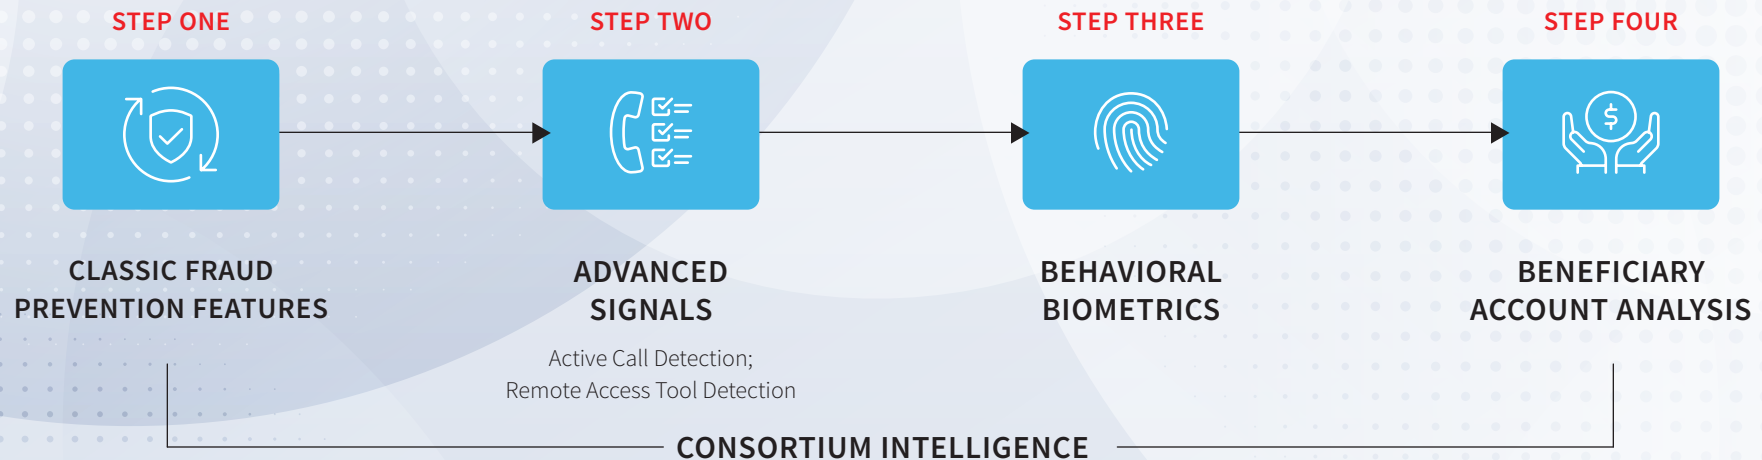 STEP ONE
STEP TWO
STEP THREE
STEP FOUR
$
CLASSIC FRAUD
PREVENTION FEATURES
ADVANCED
SIGNALS
Active Call Detection;
Remote Access Tool Detection
BEHAVIORAL
BIOMETRICS
BENEFICIARY
ACCOUNT ANALYSIS
CONSORTIUM INTELLIGENCE